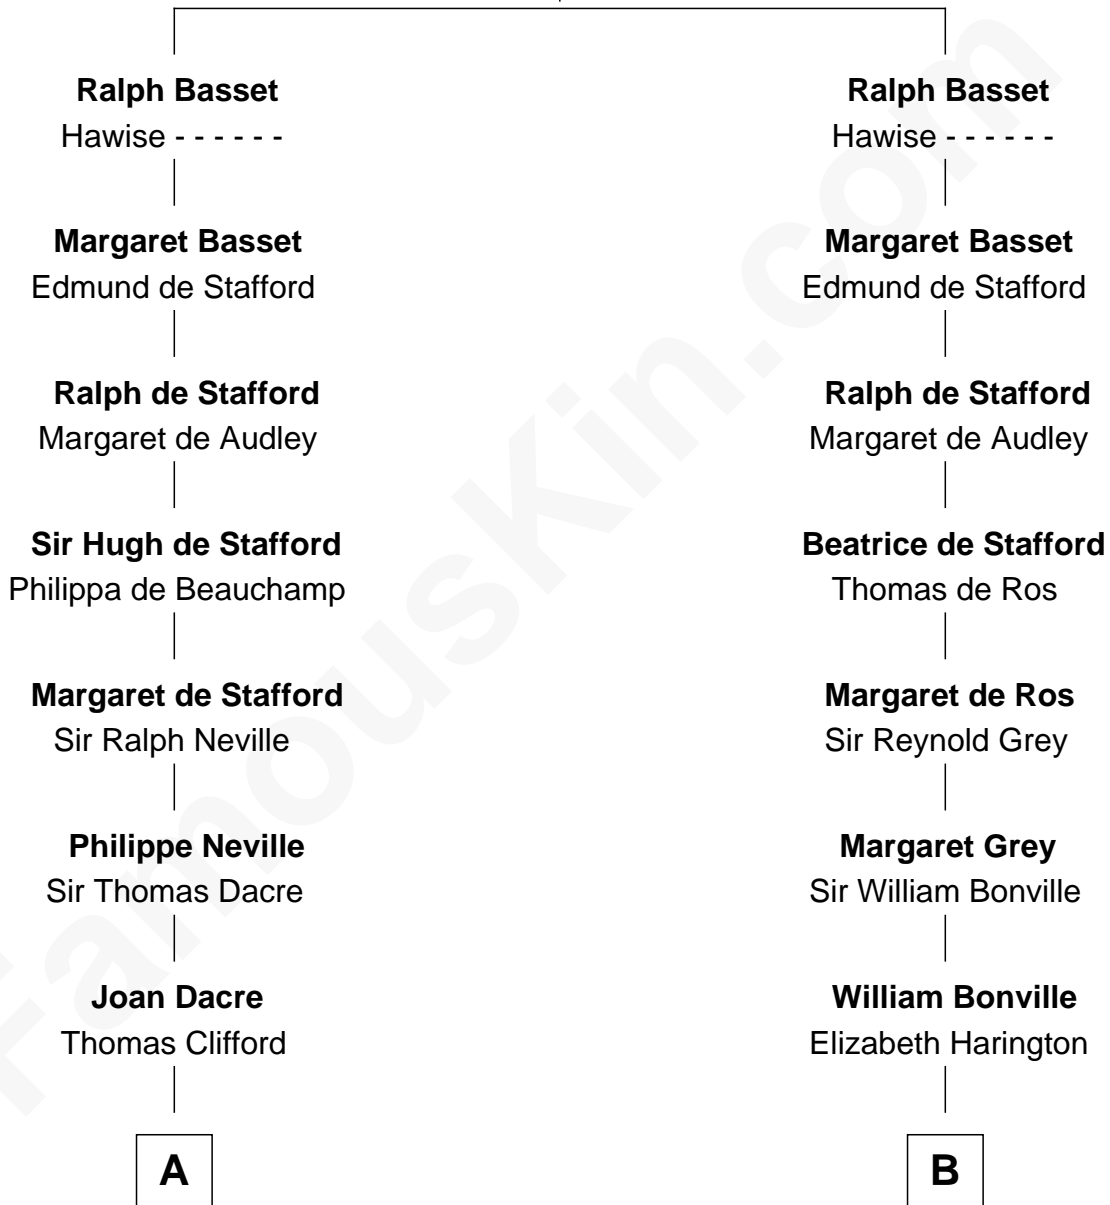 Ralph Basset
Hawise - - - - - -
Margaret Basset
Edmund de Stafford
Ralph de Stafford
Margaret de Audley
Sir Hugh de Stafford
Philippa de Beauchamp
Margaret de Stafford
Sir Ralph Neville
Philippe Neville
Sir Thomas Dacre
Joan Dacre
Thomas Clifford
A
Ralph Basset
Hawise - - - - - -
Margaret Basset
Edmund de Stafford
Ralph de Stafford
Margaret de Audley
Beatrice de Stafford
Thomas de Ros
Margaret de Ros
Sir Reynold Grey
Margaret Grey
Sir William Bonville
William Bonville
Elizabeth Harington
B
FamousKin.com